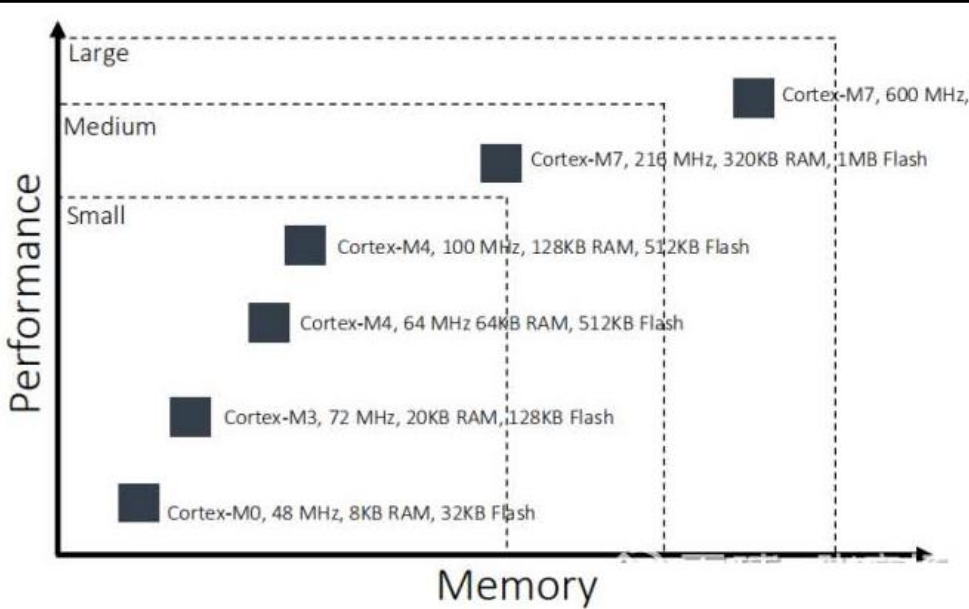 Large
Cortex-M7, 600 MHz,
Medium
Cortex-M7, 216 MHz, 320KB RAM, 1MB Flash
Small
Cortex-M4, 100 MHz, 128KB RAM, 512KB Flash
Cortex-M4, 64 MHz 64KB RAM, 512KB Flash
Cortex-M3, 72 MHz, 20KB RAM, 128KB Flash
Cortex-M0, 48 MHz, 8KB RAM, 32KB Flash
Performance
Memory